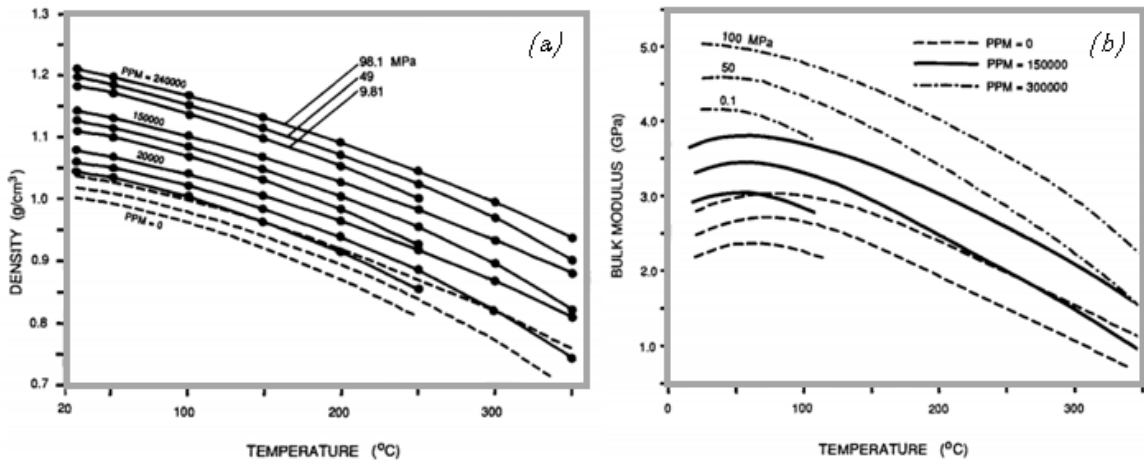 (a)
1.3
1.2
1.1
1.0
0.9
0.8
0.7
DENSITY (g/cm³)
PPM = 240000
98.1 MPa
49
9.81
150000
20000
PPM = 0
20
100
200
300
TEMPERATURE (°C)
(b)
5.0
4.0
3.0
2.0
1.0
BULK MODULUS (GPa)
100 MPa
50
0.1
PPM = 0
PPM = 150000
PPM = 300000
0
100
200
300
TEMPERATURE (°C)